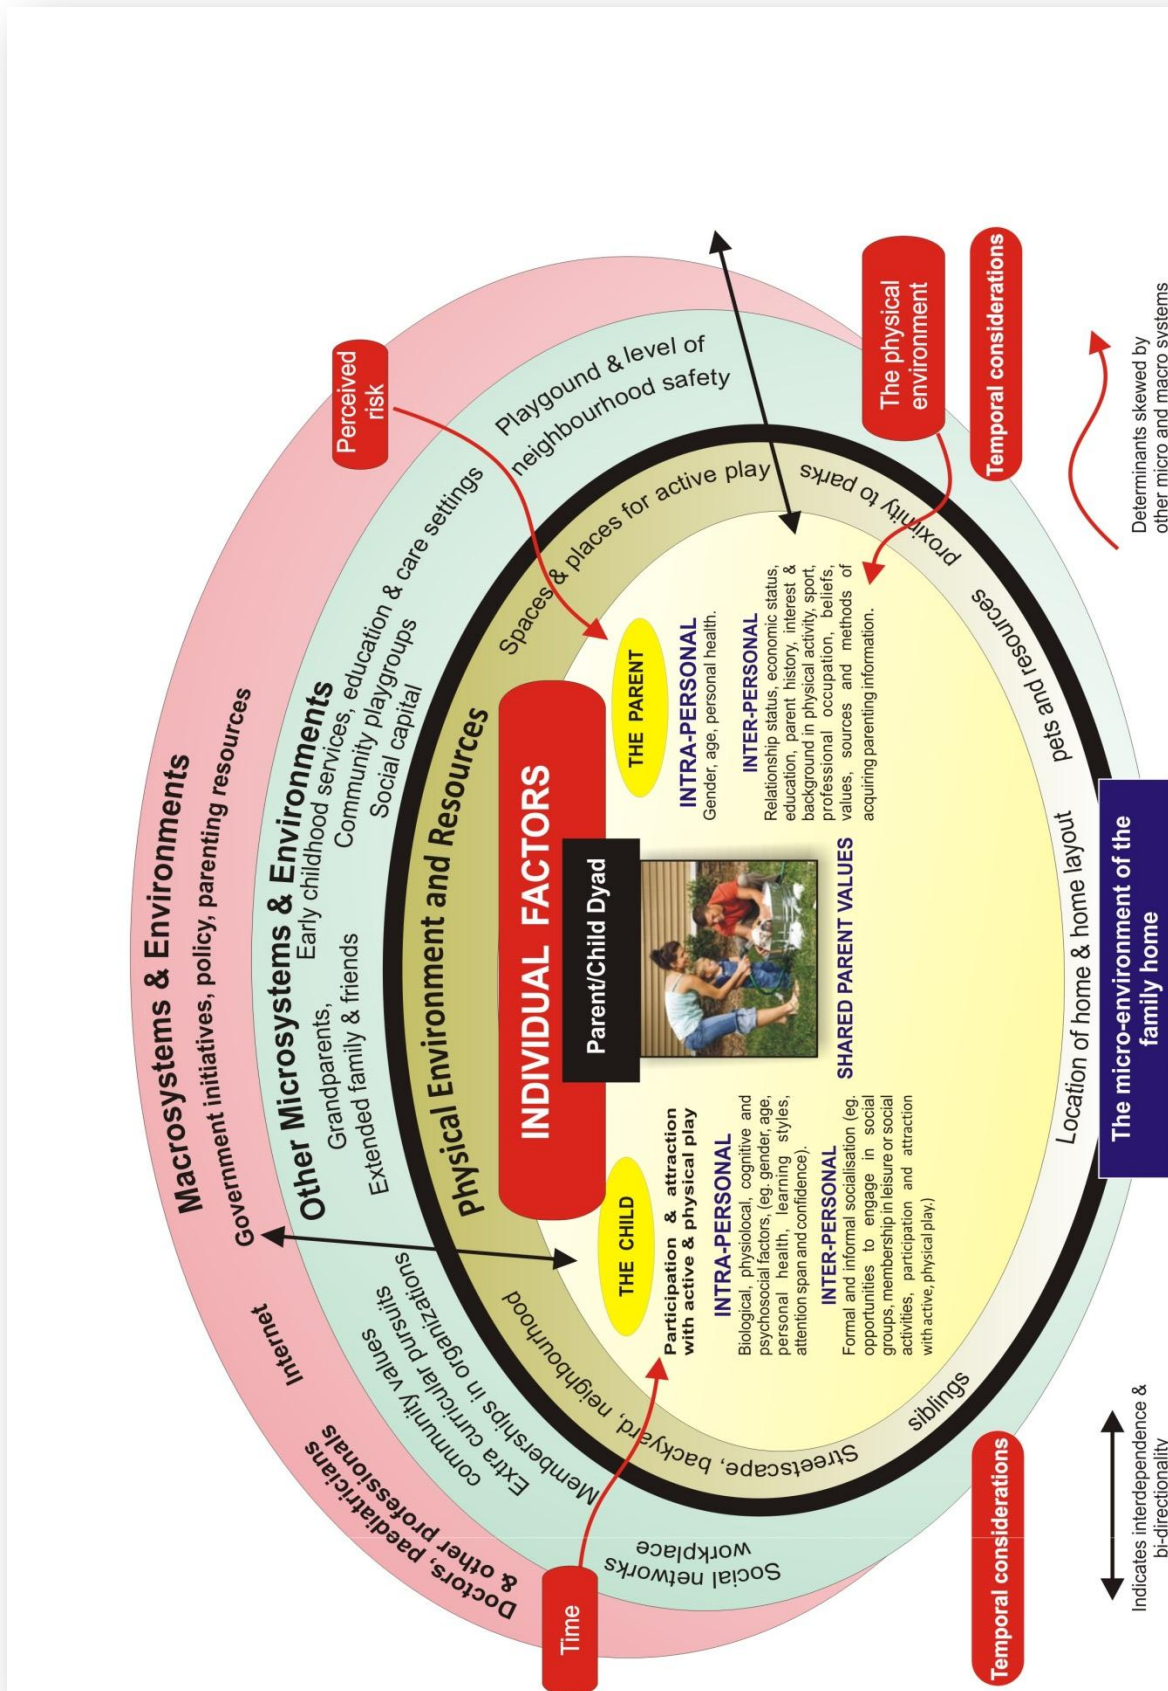 Macrosystems & Environments
Government initiatives, policy, parenting resources
Internet
Doctors, paediatricians
& other professionals
Other Microsystems & Environments
Grandparents,
Extended family & friends
Early childhood services, education & care settings
Community playgroups
Social capital
Playgound & level of
neighbourhood safety
community values
Extra curricular pursuits
Memberships in organizations
Social networks
workplace
Physical Environment and Resources
Spaces & places for active play
proximity to parks
pets and resources
Location of home & home layout
siblings
Streetscape, backyard, neighbourhood
Perceived
risk
Time
The physical
environment
INDIVIDUAL FACTORS
Parent/Child Dyad
THE CHILD
Participation & attraction
with active & physical play
INTRA-PERSONAL
Biological, physiolocal, cognitive and
psychosocial factors, (eg. gender, age,
personal health, learning styles,
attention span and confidence).
INTER-PERSONAL
Formal and informal socialisation (eg,
opportunities to engage in social
groups, membership in leisure or social
activities, participation and attraction
with active, physical play,)
SHARED PARENT VALUES
THE PARENT
INTRA-PERSONAL
Gender, age, personal health.
INTER-PERSONAL
Relationship status, economic status,
education, parent history, interest &
background in physical activity, sport,
professional occupation, beliefs,
values, sources and methods of
acquiring parenting information.
Temporal considerations
Temporal considerations
The micro-environment of the
family home
Indicates interdependence &
bi-directionality
Determinants skewed by
other micro and macro systems